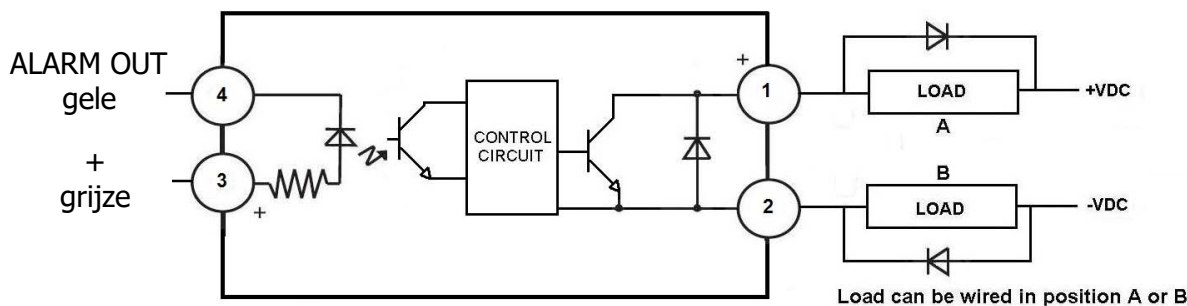 ALARM OUT
gele
+
grijze
4
3
+
CONTROL
CIRCUIT
+
1
2
LOAD
A
+VDC
B
LOAD
-VDC
Load can be wired in position A or B